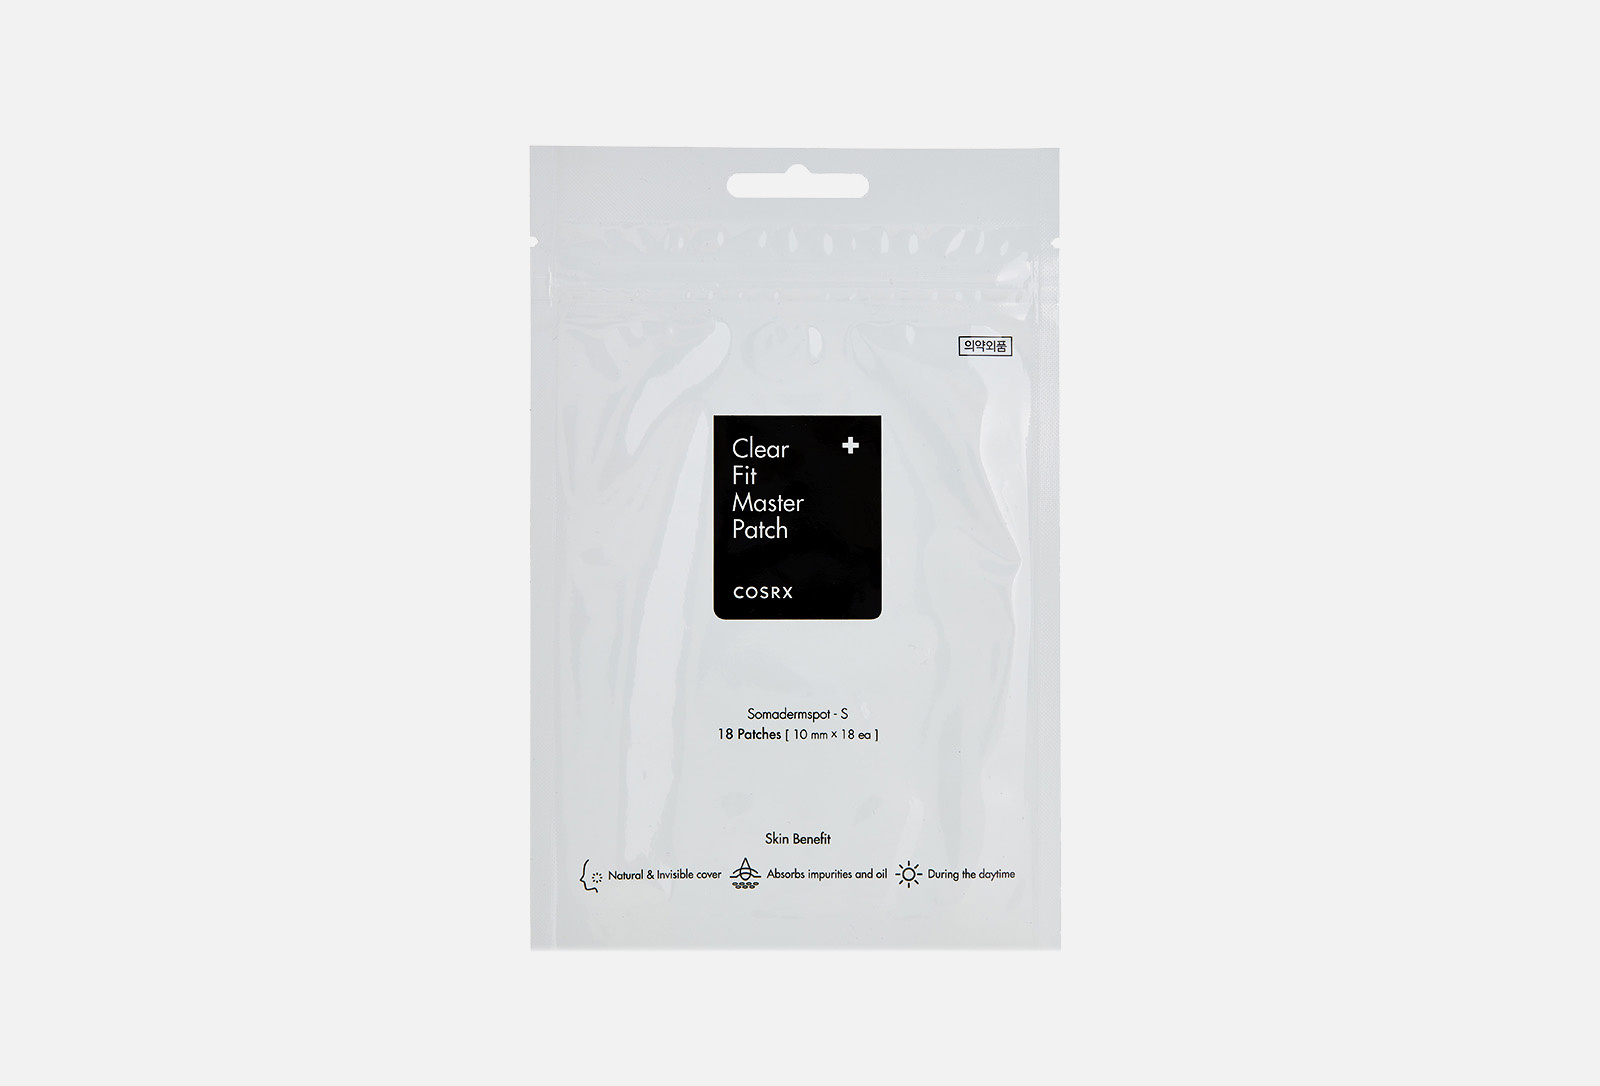 의약외품
Clear
Fit
Master
Patch
COSRX
Somadermspot - S
18 Patches [ 10 mm × 18 ea ]
Skin Benefit
Natural & Invisible cover Absorbs impurities and oil During the daytime